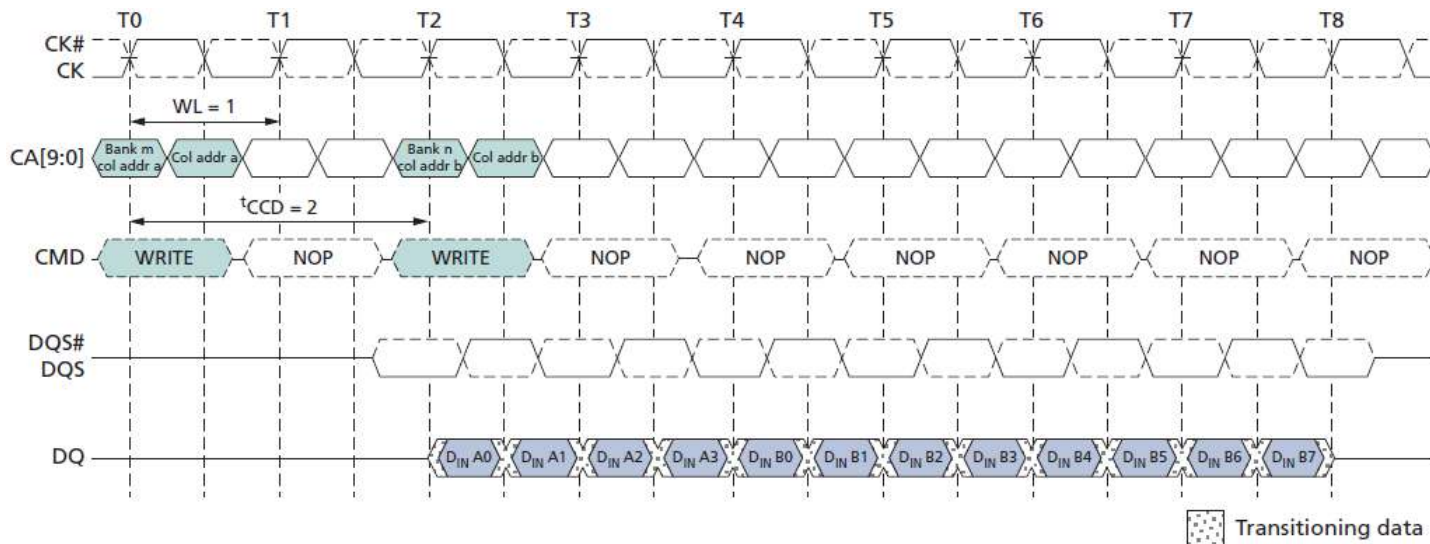 T0 T1 T2 T3 T4 T5 T6 T7 T8
CK#
CK
WL = 1
CA[9:0] Bank m col addr a Col addr a Bank n col addr b Col addr b
tCCD = 2
CMD WRITE NOP WRITE NOP NOP NOP NOP NOP NOP
DQS#
DQS
DQ DIN A0 DIN A1 DIN A2 DIN A3 DIN B0 DIN B1 DIN B2 DIN B3 DIN B4 DIN B5 DIN B6 DIN B7
Transitioning data